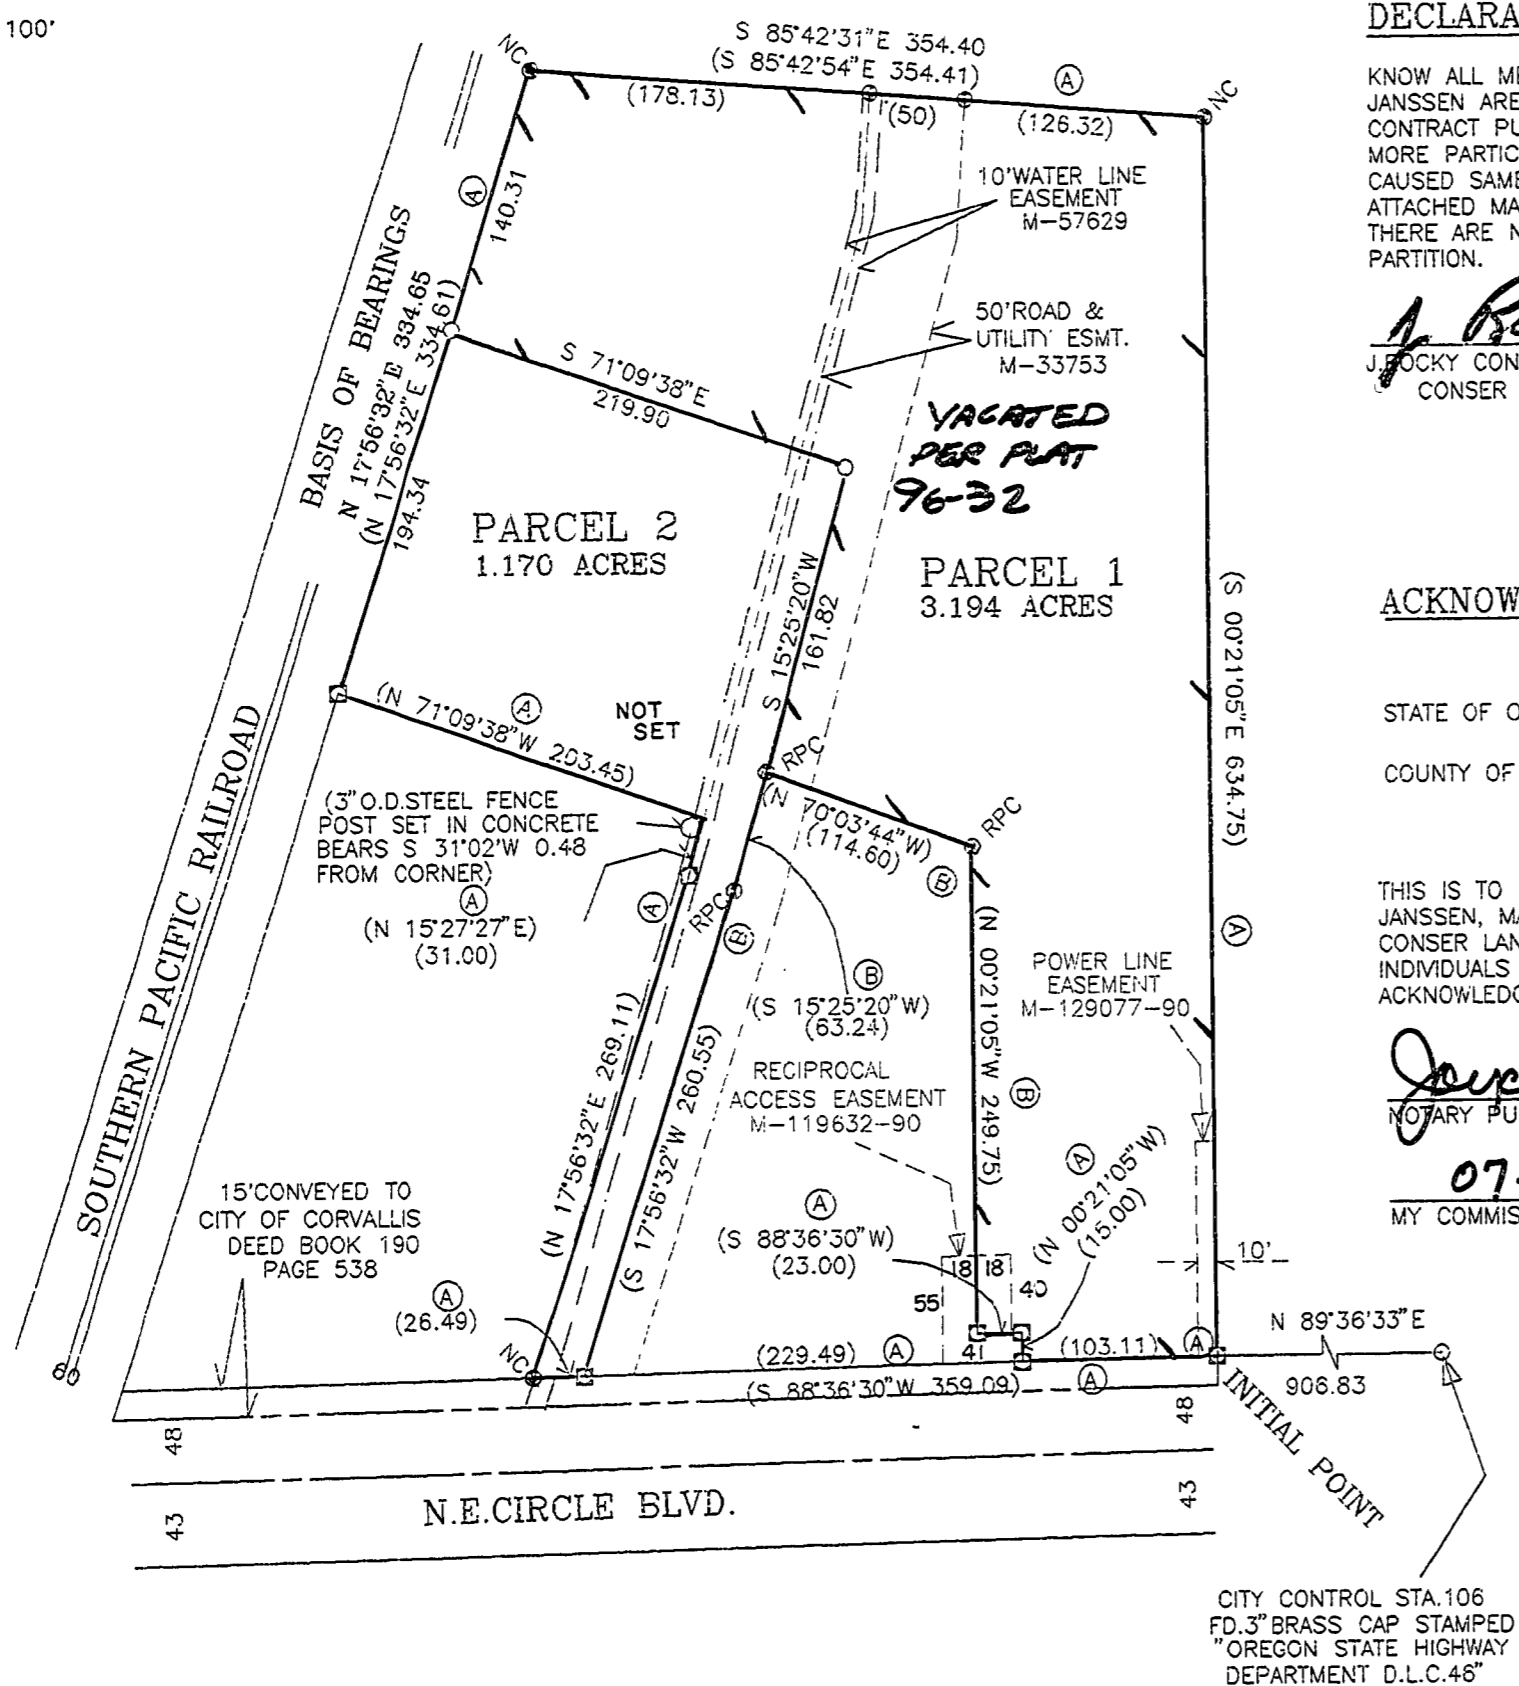 100'
DECLARA
KNOW ALL ME
JANSSEN ARE
CONTRACT PU
MORE PARTIC
CAUSED SAME
ATTACHED MA
THERE ARE N
PARTITION.
J.ROCKY CON
CONSER
S 85°42'31"E 354.40
(S 85°42'54"E 354.41)
NC
(178.13)
(50)
(126.32)
A
NC
10'WATER LINE
EASEMENT
M-57629
A
140.31
BASIS OF BEARINGS
N 17°56'32"E 334.65
(N 17°56'32"E 334.61)
194.34
50'ROAD &
UTILITY ESMT.
M-33753
VACATED
PER PLAT
96-32
S 71°09'38"E
219.90
PARCEL 2
1.170 ACRES
PARCEL 1
3.194 ACRES
S 15°25'20"W
161.82
(S 00°21'05"E 634.75)
A
ACKNOW
STATE OF O
COUNTY OF
A
(N 71°09'38"W 203.45)
NOT
SET
RPC
(N 70°03'44"W)
(114.60)
B
RPC
(3"O.D.STEEL FENCE
POST SET IN CONCRETE
BEARS S 31°02'W 0.48
FROM CORNER)
A
(N 15°27'27"E)
(31.00)
A
RPC
B
B
(S 15°25'20"W)
(63.24)
SOUTHERN PACIFIC RAILROAD
(N 17°56'32"E 269.11)
(S 17°56'32"W 260.55)
(N 00°21'05"W 249.75)
B
POWER LINE
EASEMENT
M-129077-90
THIS IS TO
JANSSEN, MA
CONSER LAN
INDIVIDUALS
ACKNOWLEDG
NOTARY PU
07
MY COMMIS
RECIPROCAL
ACCESS EASEMENT
M-119632-90
A
(S 88°36'30"W)
(23.00)
A
(N 00°21'05"W)
(15.00)
15'CONVEYED TO
CITY OF CORVALLIS
DEED BOOK 190
PAGE 538
A
(26.49)
NC
18 18
55
40
41
10'
(229.49) A
(103.11) A
(S 88°36'30"W 359.09) A
N 89°36'33"E
906.83
INITIAL POINT
48
48
43
43
N.E.CIRCLE BLVD.
CITY CONTROL STA.106
FD.3"BRASS CAP STAMPED
"OREGON STATE HIGHWAY
DEPARTMENT D.L.C.46"